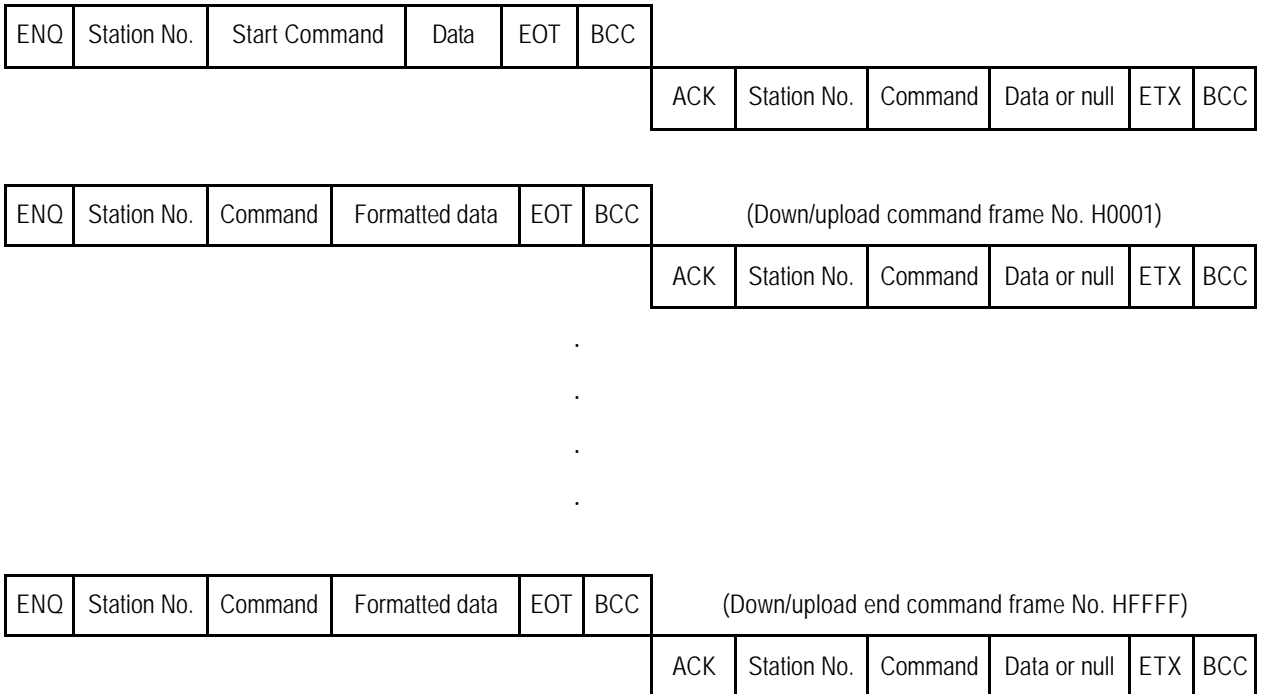 ENQ Station No. Start Command Data EOT BCC
ACK Station No. Command Data or null ETX BCC
ENQ Station No. Command Formatted data EOT BCC (Down/upload command frame No. H0001)
ACK Station No. Command Data or null ETX BCC
.
.
.
.
ENQ Station No. Command Formatted data EOT BCC (Down/upload end command frame No. HFFFF)
ACK Station No. Command Data or null ETX BCC